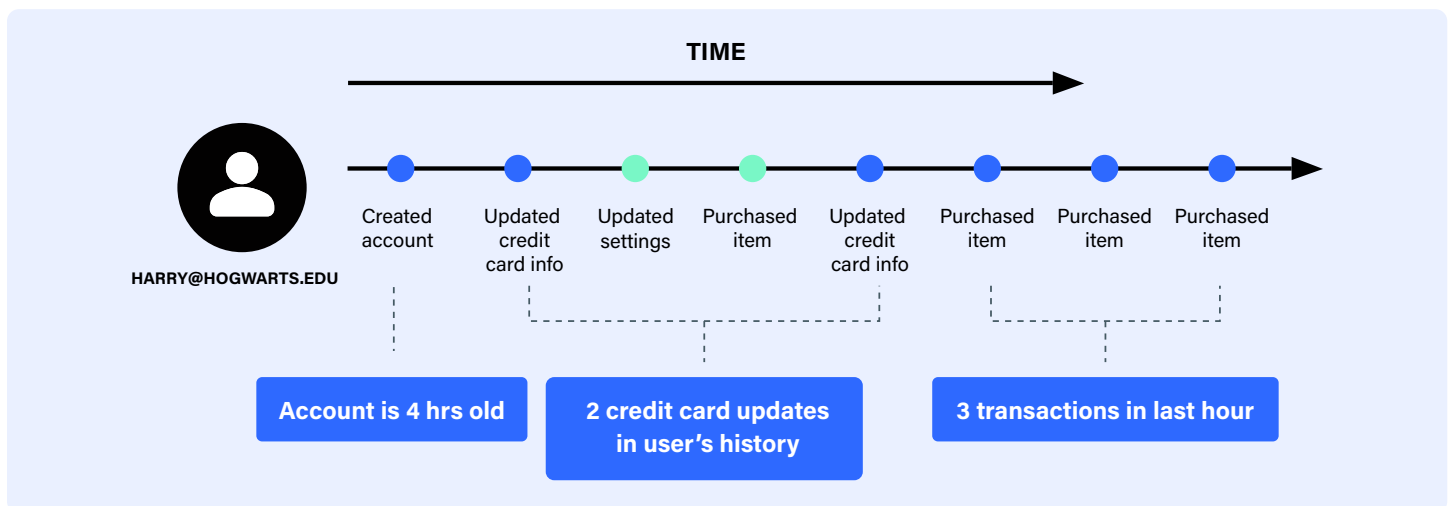 TIME
HARRY@HOGWARTS.EDU
Created
account
Updated
credit
card info
Updated
settings
Purchased
item
Updated
credit
card info
Purchased
item
Purchased
item
Purchased
item
Account is 4 hrs old
2 credit card updates
in user’s history
3 transactions in last hour